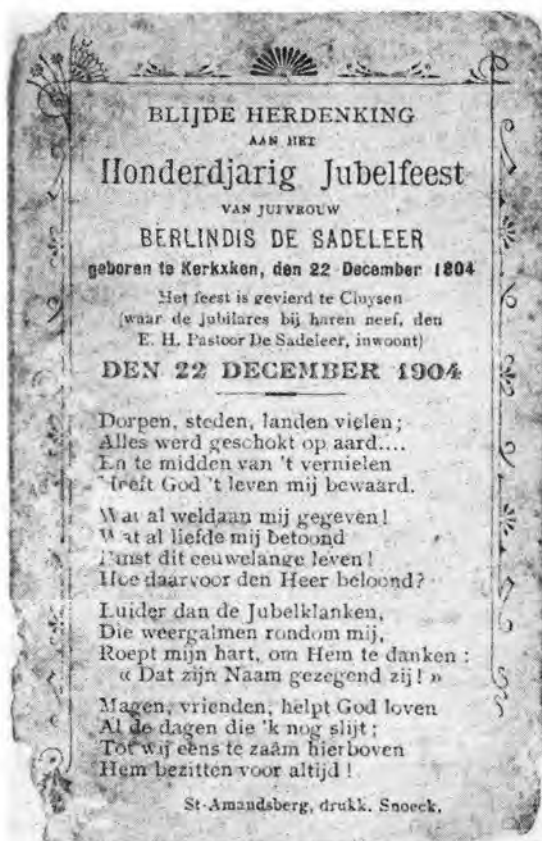 BLIJDE HERDENKING
AAN HET
Honderdjarig Jubelfeest
VAN JUFVROUW
BERLINDIS DE SADELEER
geboren te Kerkxken, den 22 December 1804
Het feest is gevierd te Cluysen
(waar de jubilares bij haren neef, den
E. H. Pastoor De Sadeleer, inwoont)
DEN 22 DECEMBER 1904
Dorpen, steden, landen vielen;
Alles werd geschokt op aard....
En te midden van 't vernielen
Heeft God 't leven mij bewaard.
Wat al weldaân mij gegeven!
Wat al liefde mij betoond
dit eeuwelange leven!
Hoe daarvoor den Heer beloond?
Luider dan de Jubelklanken,
Die weergalmen rondom mij,
Roept mijn hart, om Hem te danken:
« Dat zijn Naam gezegend zij! »
Magen, vrienden, helpt God loven
Al de dagen die 'k nog slijt;
Tot wij eens te zaâm hierboven
Hem bezitten voor altijd!
St-Amandsberg, drukk. Snoeck.